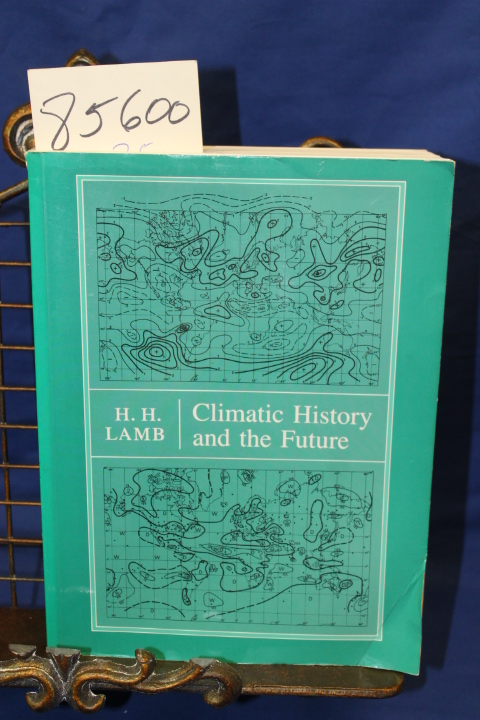 85600
H. H.
LAMB
Climatic History
and the Future